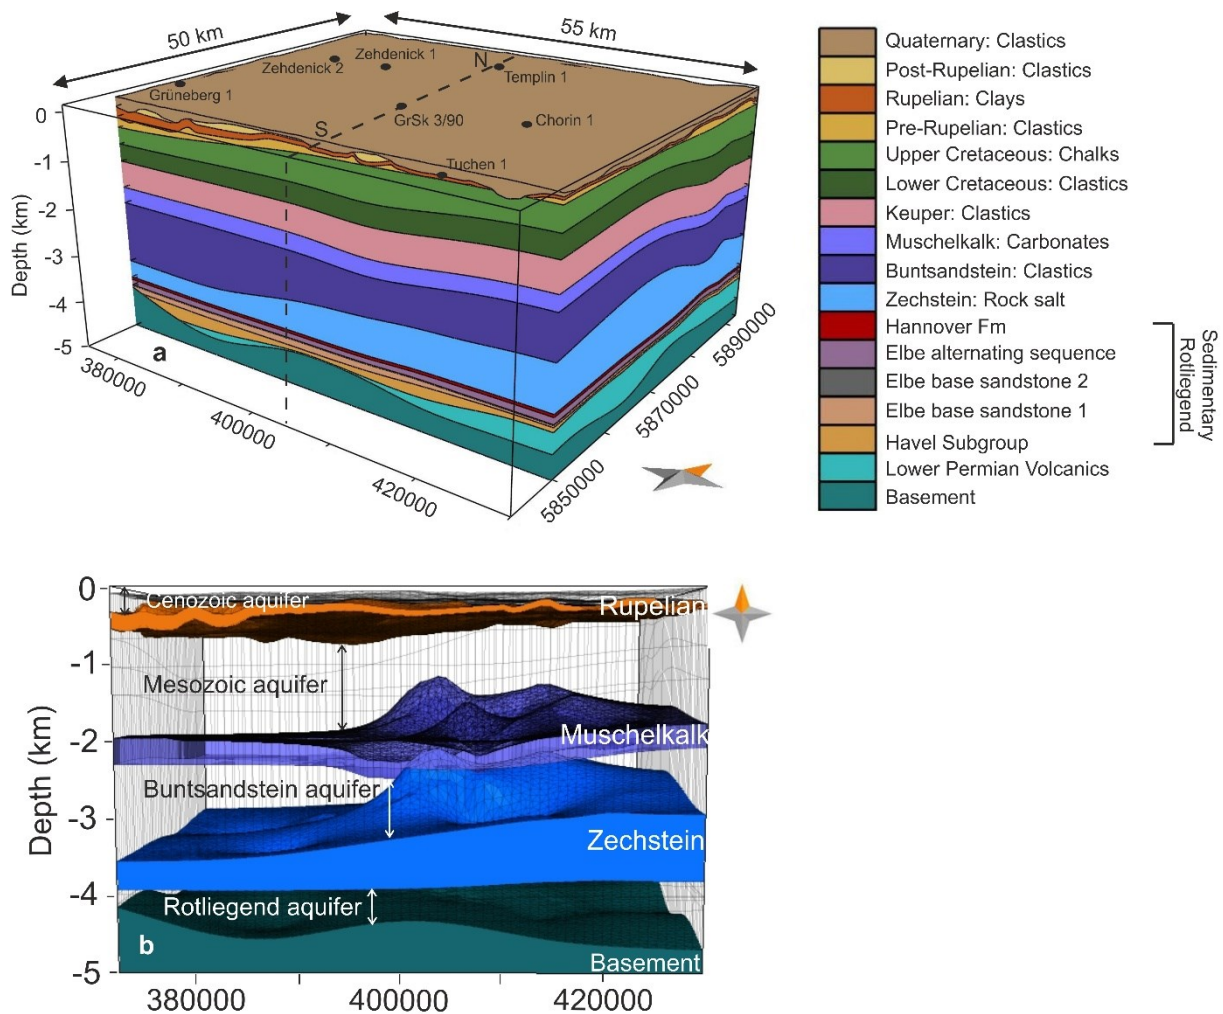 50 km
55 km
Zehdenick 1
Zehdenick 2
N
Templin 1
Grüneberg 1
GrSk 3/90
S
Chorin 1
Tuchen 1
0
-1
-2
-3
-4
-5
Depth (km)
a
380000
400000
420000
5850000
5870000
5890000
Quaternary: Clastics
Post-Rupelian: Clastics
Rupelian: Clays
Pre-Rupelian: Clastics
Upper Cretaceous: Chalks
Lower Cretaceous: Clastics
Keuper: Clastics
Muschelkalk: Carbonates
Buntsandstein: Clastics
Zechstein: Rock salt
Hannover Fm
Elbe alternating sequence
Elbe base sandstone 2
Elbe base sandstone 1
Havel Subgroup
Lower Permian Volcanics
Basement
Sedimentary
Rotliegend
0
-1
-2
-3
-4
-5
Depth (km)
Cenozoic aquifer
Rupelian
Mesozoic aquifer
Muschelkalk
Buntsandstein aquifer
Zechstein
Rotliegend aquifer
b
Basement
380000
400000
420000